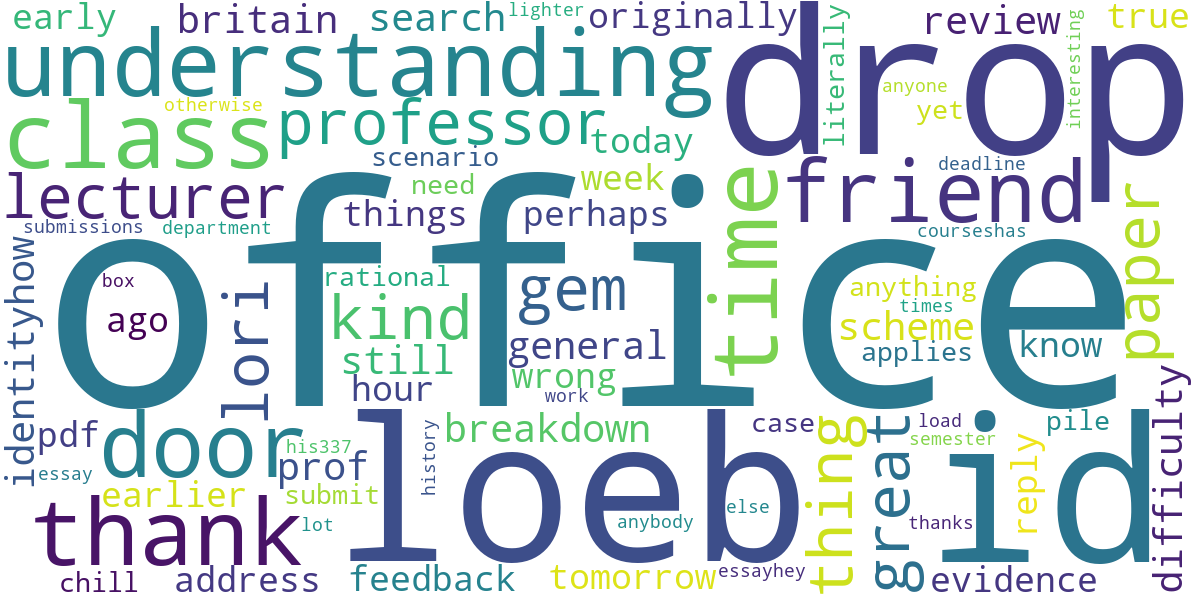 early britain search lighter originally review true
understanding drop
literally anyone yet interesting
otherwise
class professor today
scenario deadline
lecturer need week friend
things perhaps time paper
submissions department courseshas
office
identityhow box ago lori rational kind gem anything times scheme
still general applies know
hour wrong work
door loeb id
pdf prof his337 history breakdown case thing great load semester pile reply difficulty
essay earlier submit
thank lot anybody else thanks
chill address feedback tomorrow essayhey evidence